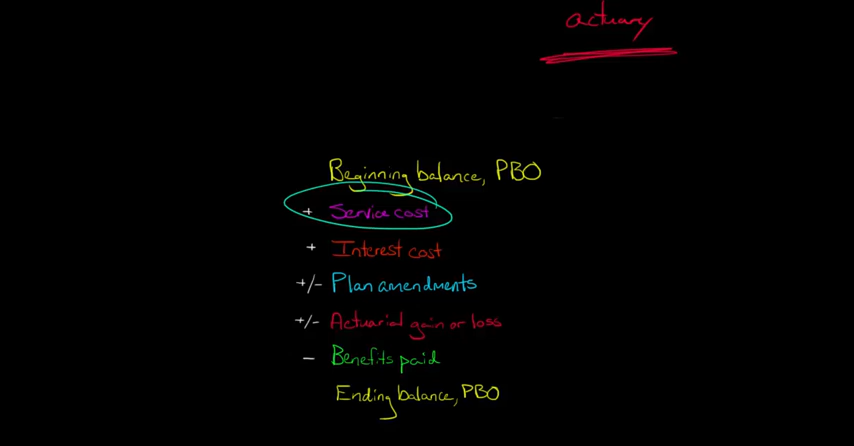 actuary
Beginning balance, PBO
+ Service cost
+ Interest cost
+/- Plan amendments
+/- Actuarial gain or loss
- Benefits paid
Ending balance, PBO